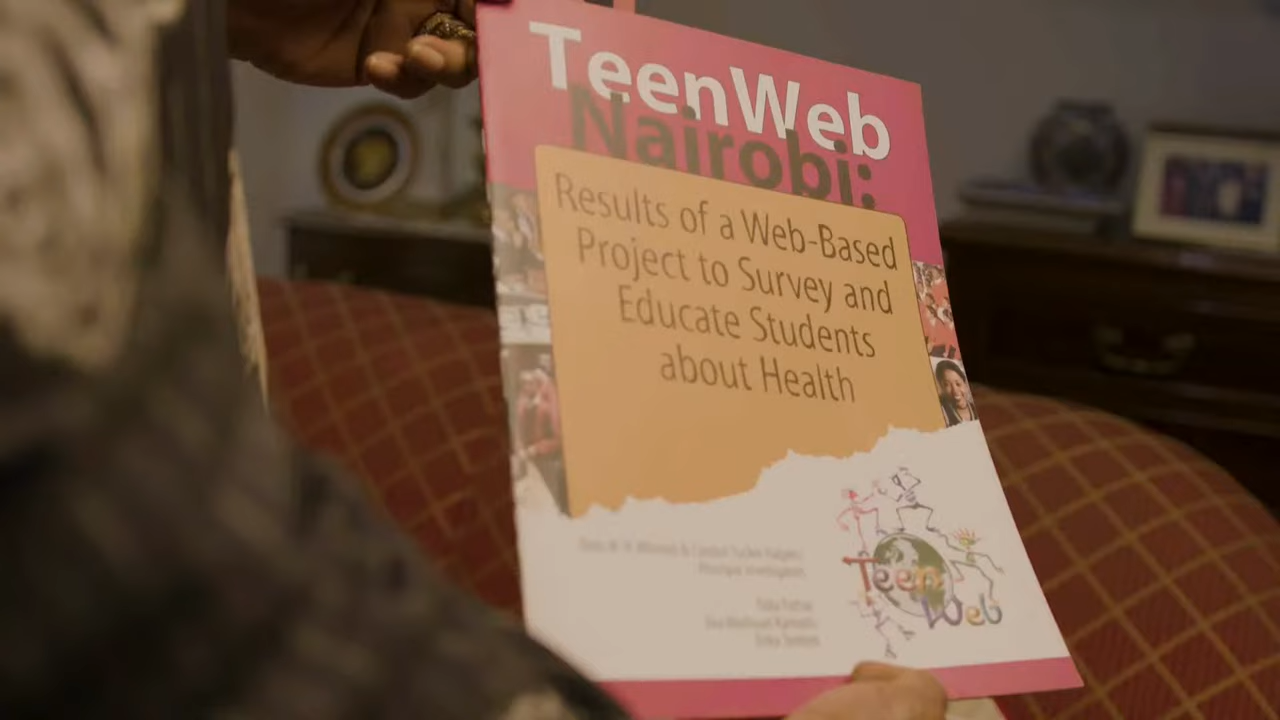 TeenWeb
Nairobi:
Results of a Web-Based
Project to Survey and
Educate Students
about Health
Teen
Web